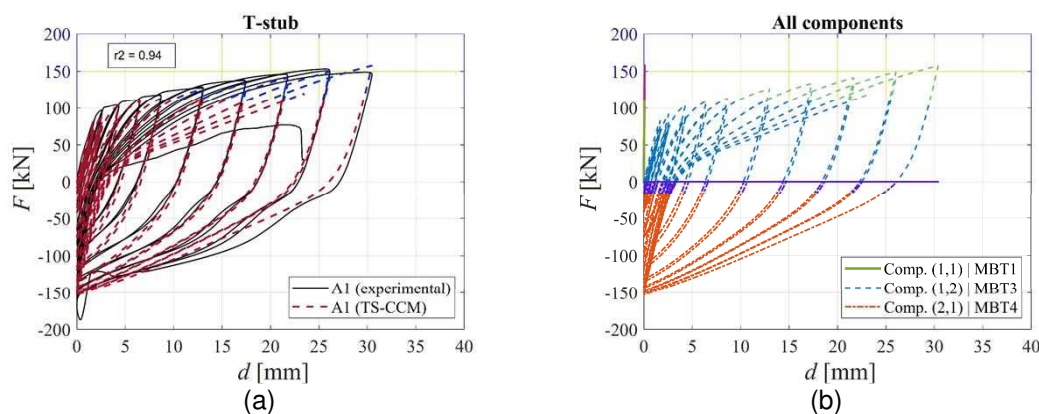 T-stub
r2 = 0.94
F [kN]
200
150
100
50
0
-50
-100
-150
-200
0 5 10 15 20 25 30 35 40
d [mm]
A1 (experimental)
A1 (TS-CCM)
(a)
All components
F [kN]
200
150
100
50
0
-50
-100
-150
-200
0 5 10 15 20 25 30 35 40
d [mm]
Comp. (1,1) | MBT1
Comp. (1,2) | MBT3
Comp. (2,1) | MBT4
(b)